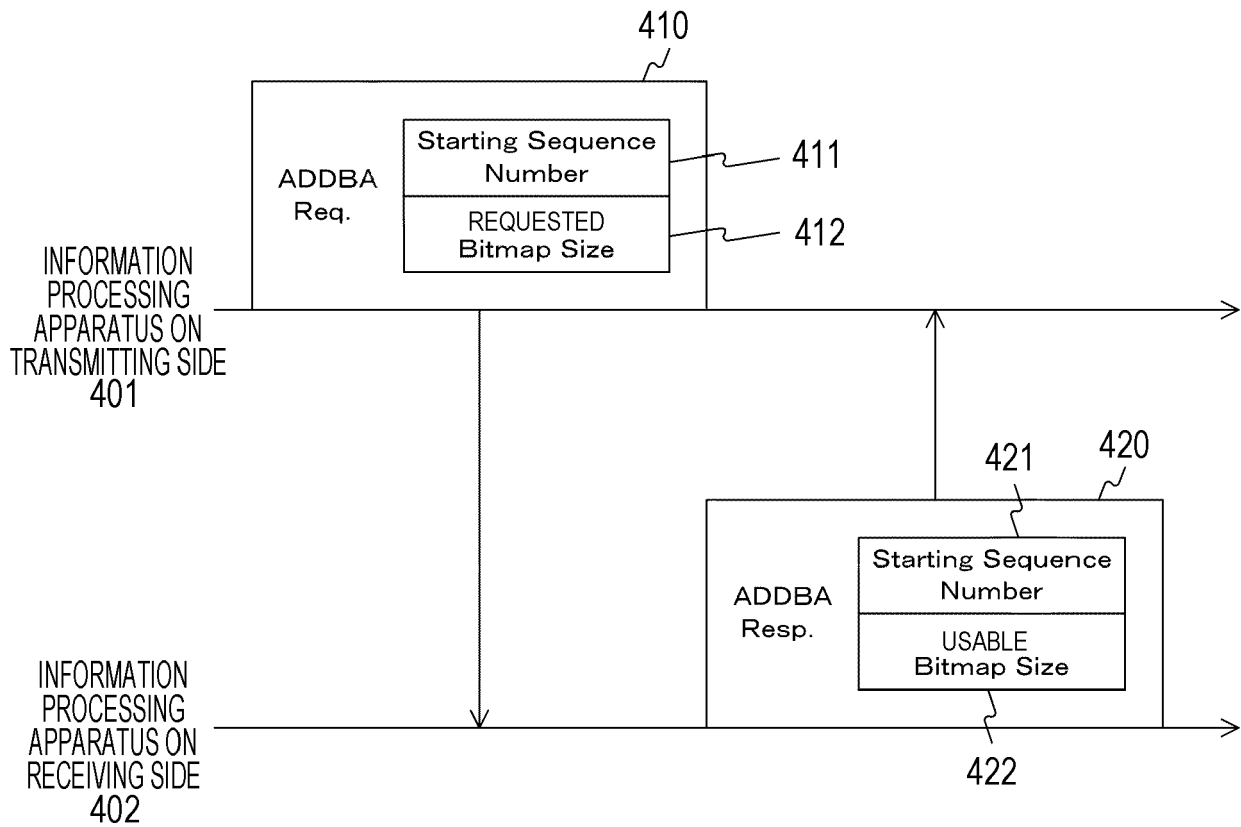 410
Starting Sequence
Number
411
ADDBA
Req.
REQUESTED
Bitmap Size
412
INFORMATION
PROCESSING
APPARATUS ON
TRANSMITTING SIDE
401
421
420
Starting Sequence
Number
ADDBA
Resp.
USABLE
Bitmap Size
422
INFORMATION
PROCESSING
APPARATUS ON
RECEIVING SIDE
402